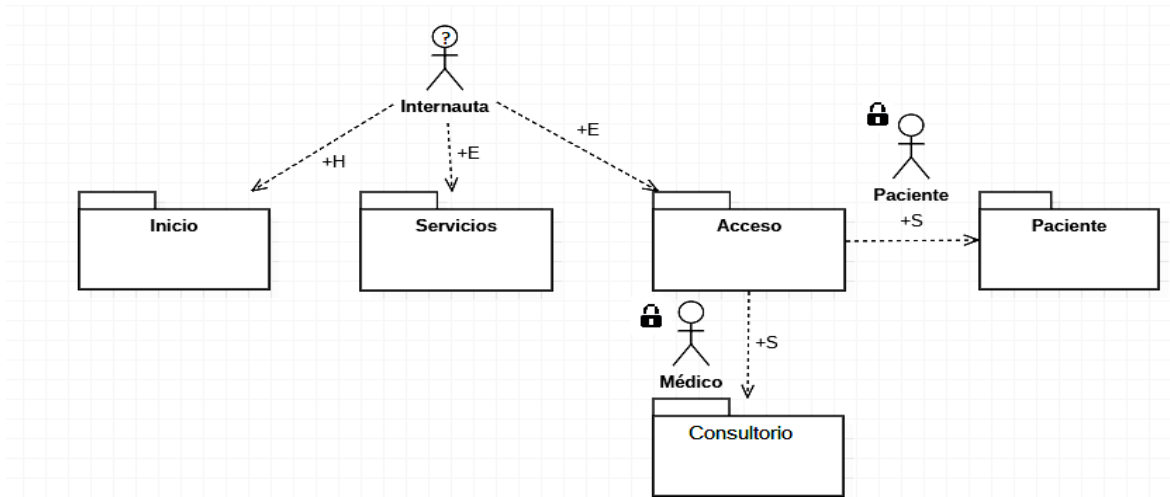 ?
Internauta
+H
+E
+E
Paciente
+S
Inicio
Servicios
Acceso
Paciente
Médico
+S
Consultorio